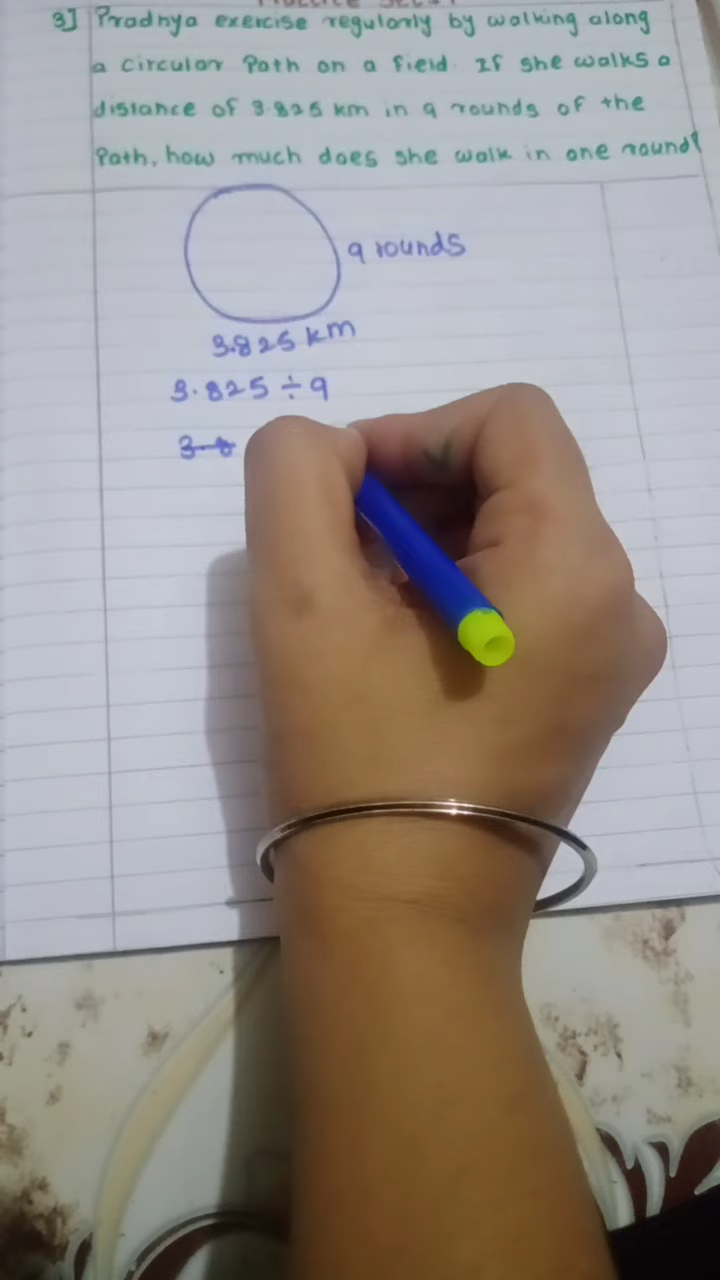 3] Pradnya exercise regularly by walking along
a circular Path on a field. If she walks a
distance of 3.825 km in 9 rounds of the
Path, how much does she walk in one round?
9 rounds
3.825 km
3.825 ÷ 9